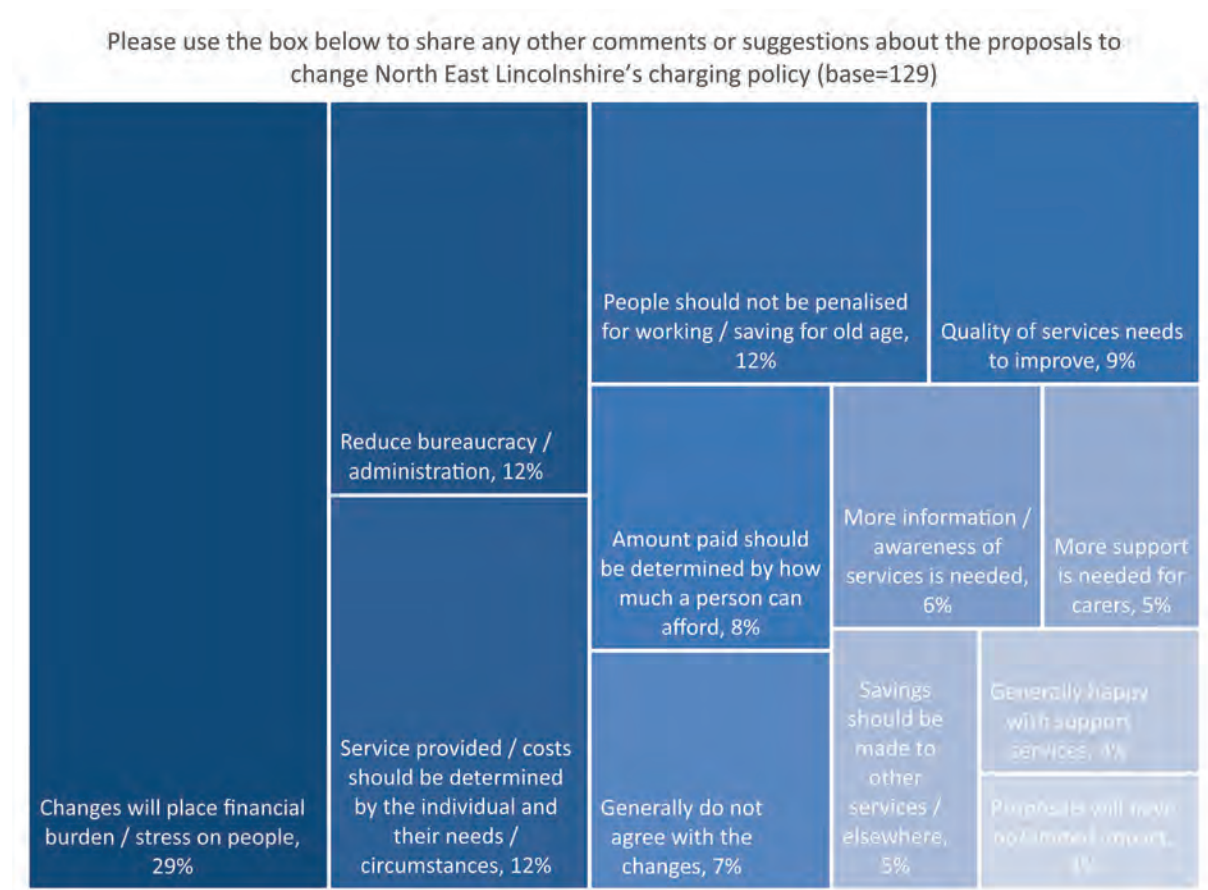 Please use the box below to share any other comments or suggestions about the proposals to
change North East Lincolnshire's charging policy (base=129)
Changes will place financial
burden / stress on people,
29%
Reduce bureaucracy /
administration, 12%
Service provided / costs
should be determined
by the individual and
their needs /
circumstances, 12%
People should not be penalised
for working / saving for old age,
12%
Quality of services needs
to improve, 9%
Amount paid should
be determined by how
much a person can
afford, 8%
Generally do not
agree with the
changes, 7%
More information /
awareness of
services is needed,
6%
More support
is needed for
carers, 5%
Savings
should be
made to
other
services /
elsewhere,
5%
Generally happy
with support
services, 4%
Proposals will have